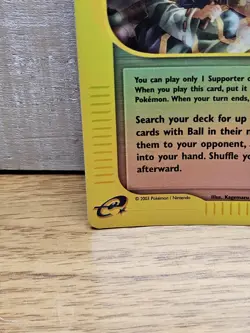 You can play only 1 Supporter c
When you play this card, put it
Pokémon. When your turn ends,
Search your deck for up
cards with Ball in their n
them to your opponent,
into your hand. Shuffle yo
afterward.
© 2003 Pokémon / Nintendo
Illus. Kagemaru